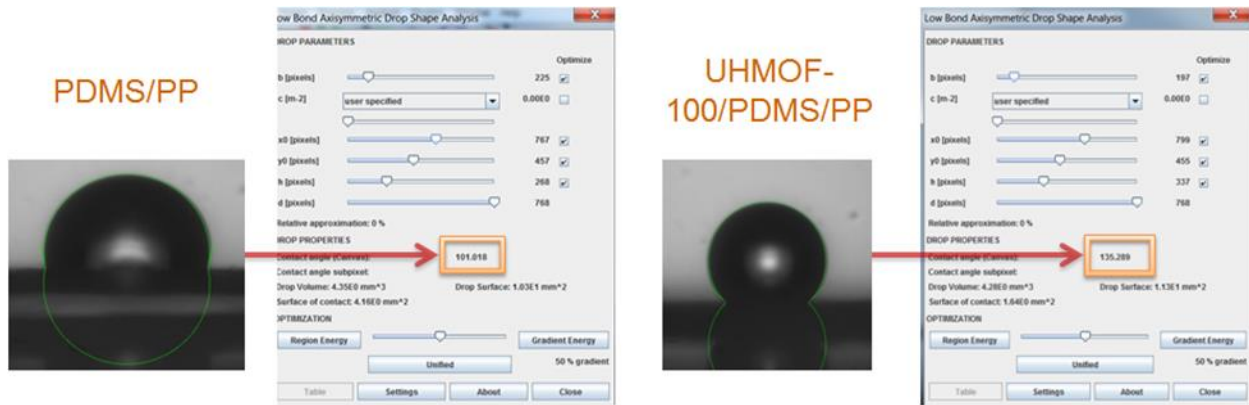 PDMS/PP
Low Bond Axisymmetric Drop Shape Analysis
DROP PARAMETERS
Optimize
b [pixels] 225
c [m-2] user specified 0.00E0
x0 [pixels] 767
y0 [pixels] 457
h [pixels] 268
d [pixels] 768
Relative approximation: 0 %
DROP PROPERTIES
Contact angle (Canvas): 101.018
Contact angle subpixel:
Drop Volume: 4.35E0 mm^3 Drop Surface: 1.03E1 mm^2
Surface of contact: 4.16E0 mm^2
OPTIMIZATION
Region Energy Gradient Energy
Unified 50 % gradient
Table Settings About Close
UHMOF-
100/PDMS/PP
Low Bond Axisymmetric Drop Shape Analysis
DROP PARAMETERS
Optimize
b [pixels] 197
c [m-2] user specified 0.00E0
x0 [pixels] 799
y0 [pixels] 455
h [pixels] 337
d [pixels] 768
Relative approximation: 0 %
DROP PROPERTIES
Contact angle (Canvas): 135.289
Contact angle subpixel:
Drop Volume: 4.28E0 mm^3 Drop Surface: 1.13E1 mm^2
Surface of contact: 1.64E0 mm^2
OPTIMIZATION
Region Energy Gradient Energy
Unified 50 % gradient
Table Settings About Close